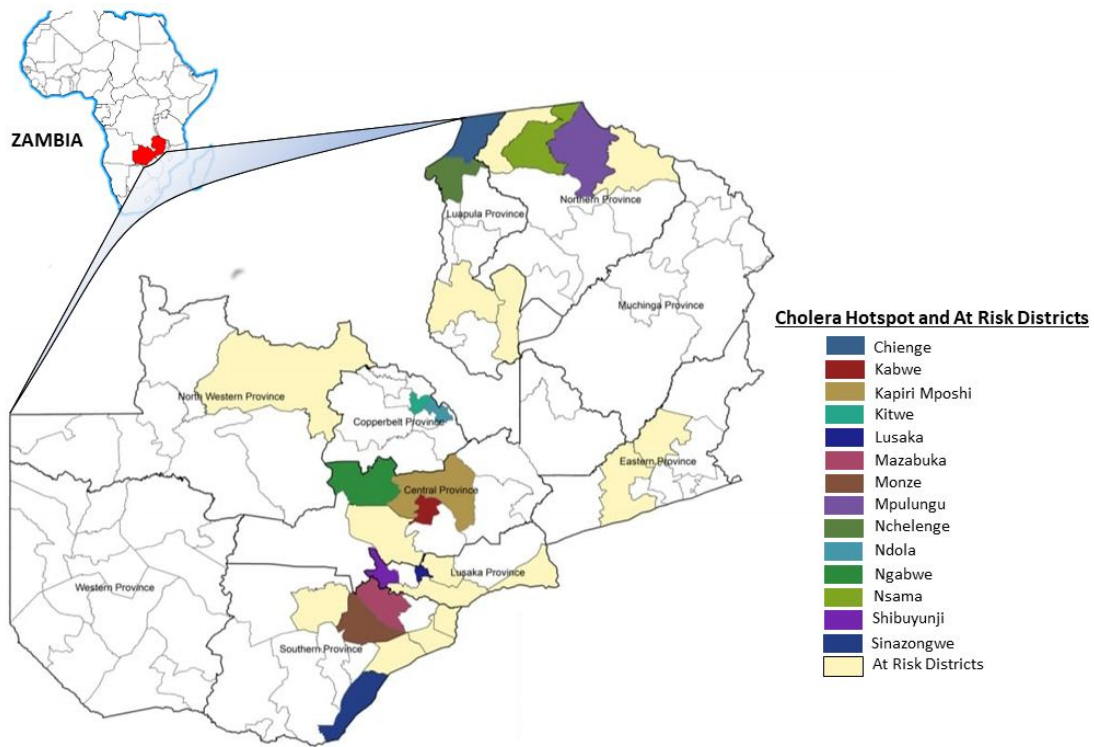 ZAMBIA
Luapula Province
Northern Province
Muchinga Province
North Western Province
Copperbelt Province
Eastern Province
Central Province
Lusaka Province
Western Province
Southern Province
Cholera Hotspot and At Risk Districts
Chienge
Kabwe
Kapiri Mposhi
Kitwe
Lusaka
Mazabuka
Monze
Mpulungu
Nchelenge
Ndola
Ngabwe
Nsama
Shibuyunji
Sinazongwe
At Risk Districts